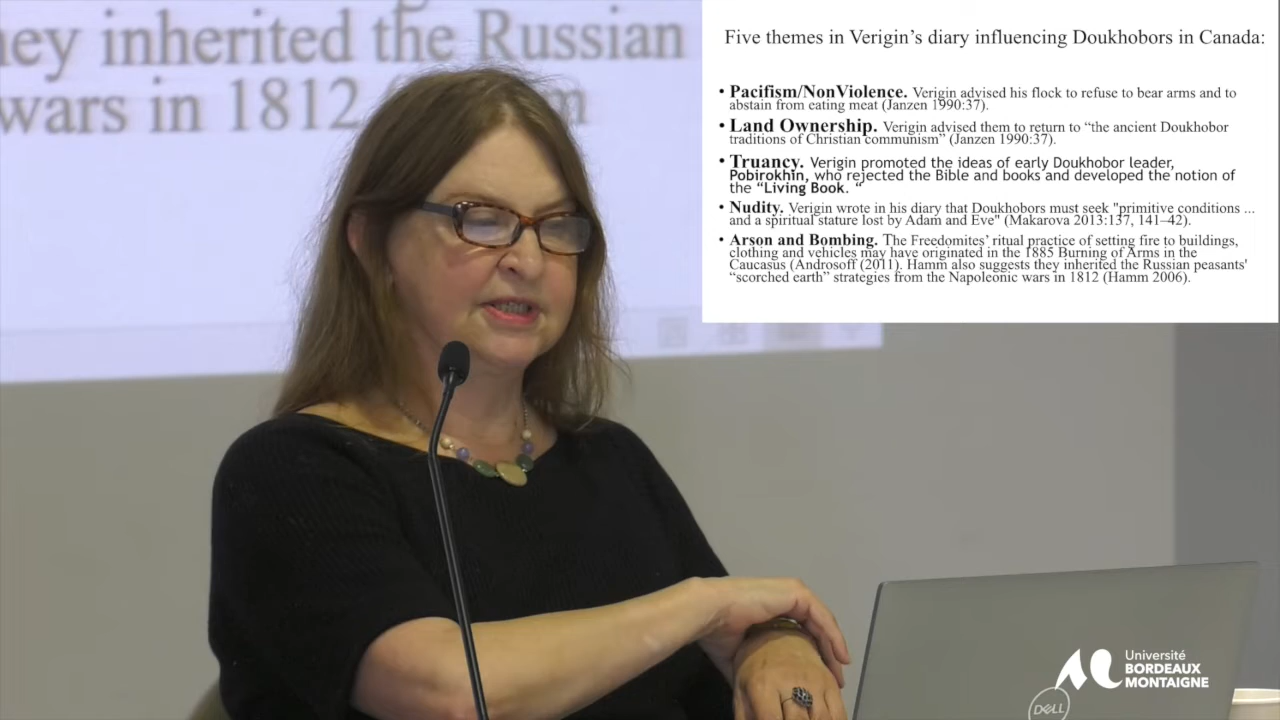 hey inherited the Russian
wars in 1812
Five themes in Verigin's diary influencing Doukhobors in Canada:
• Pacifism/NonViolence. Verigin advised his flock to refuse to bear arms and to
abstain from eating meat (Janzen 1990:37).
• Land Ownership. Verigin advised them to return to “the ancient Doukhobor
traditions of Christian communism” (Janzen 1990:37).
• Truancy. Verigin promoted the ideas of early Doukhobor leader,
Pobirokhin, who rejected the Bible and books and developed the notion of
the “Living Book. “
• Nudity. Verigin wrote in his diary that Doukhobors must seek "primitive conditions ...
and a spiritual stature lost by Adam and Eve" (Makarova 2013:137, 141–42).
• Arson and Bombing. The Freedomites' ritual practice of setting fire to buildings,
clothing and vehicles may have originated in the 1885 Burning of Arms in the
Caucasus (Androsoff (2011). Hamm also suggests they inherited the Russian peasants'
“scorched earth” strategies from the Napoleonic wars in 1812 (Hamm 2006).
Université
BORDEAUX
MONTAIGNE
DELL